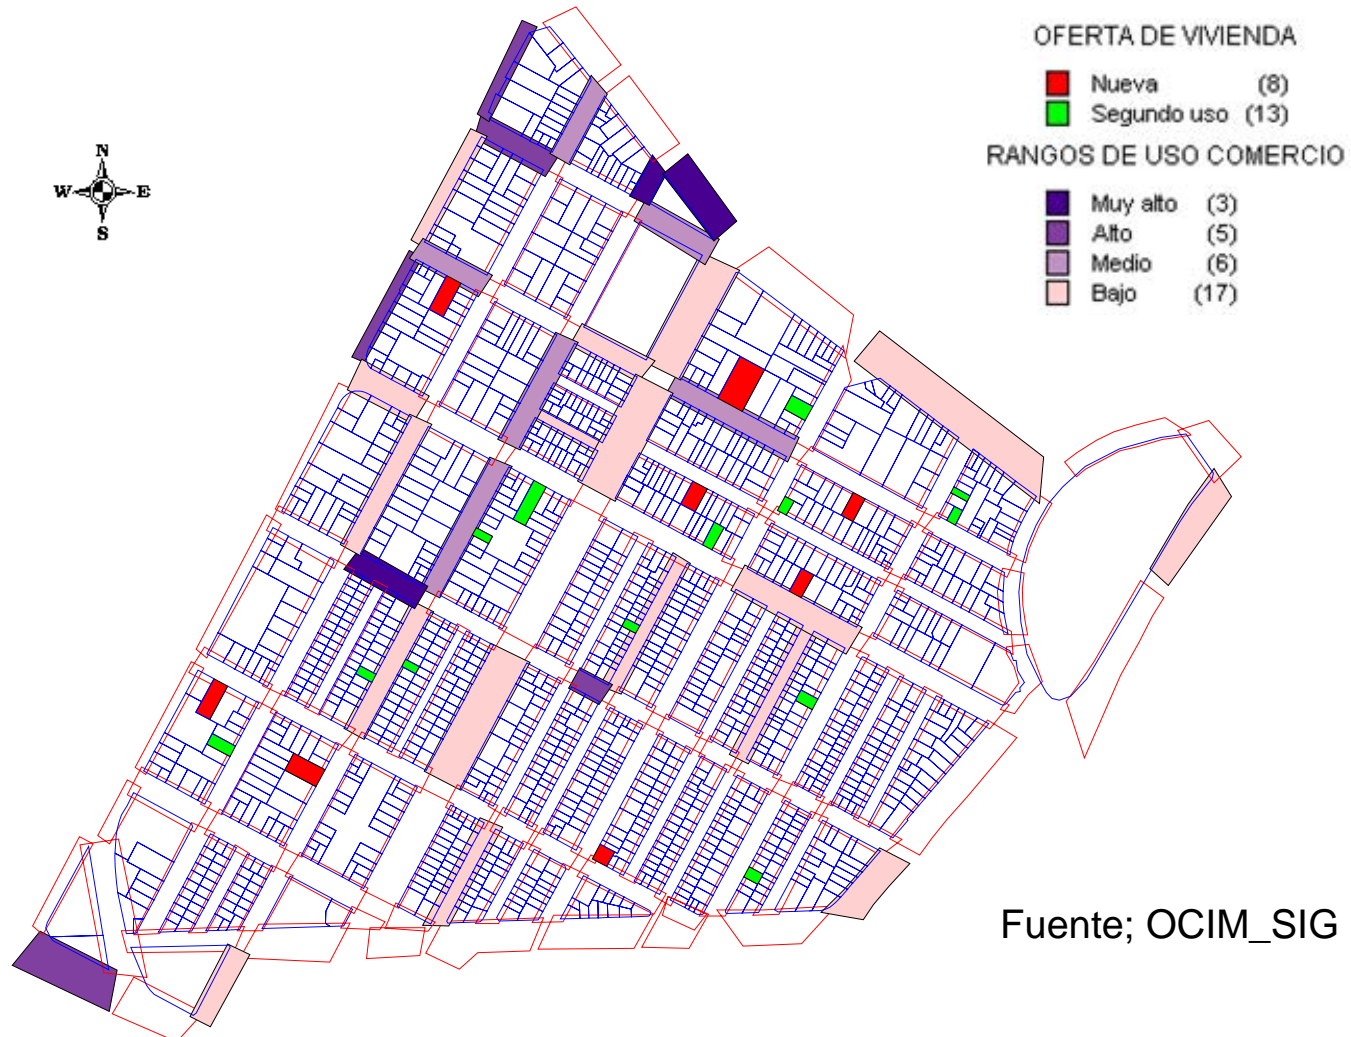 OFERTA DE VIVIENDA
Nueva (8)
Segundo uso (13)
RANGOS DE USO COMERCIO
Muy alto (3)
Alto (5)
Medio (6)
Bajo (17)
N
W E
S
Fuente; OCIM_SIG